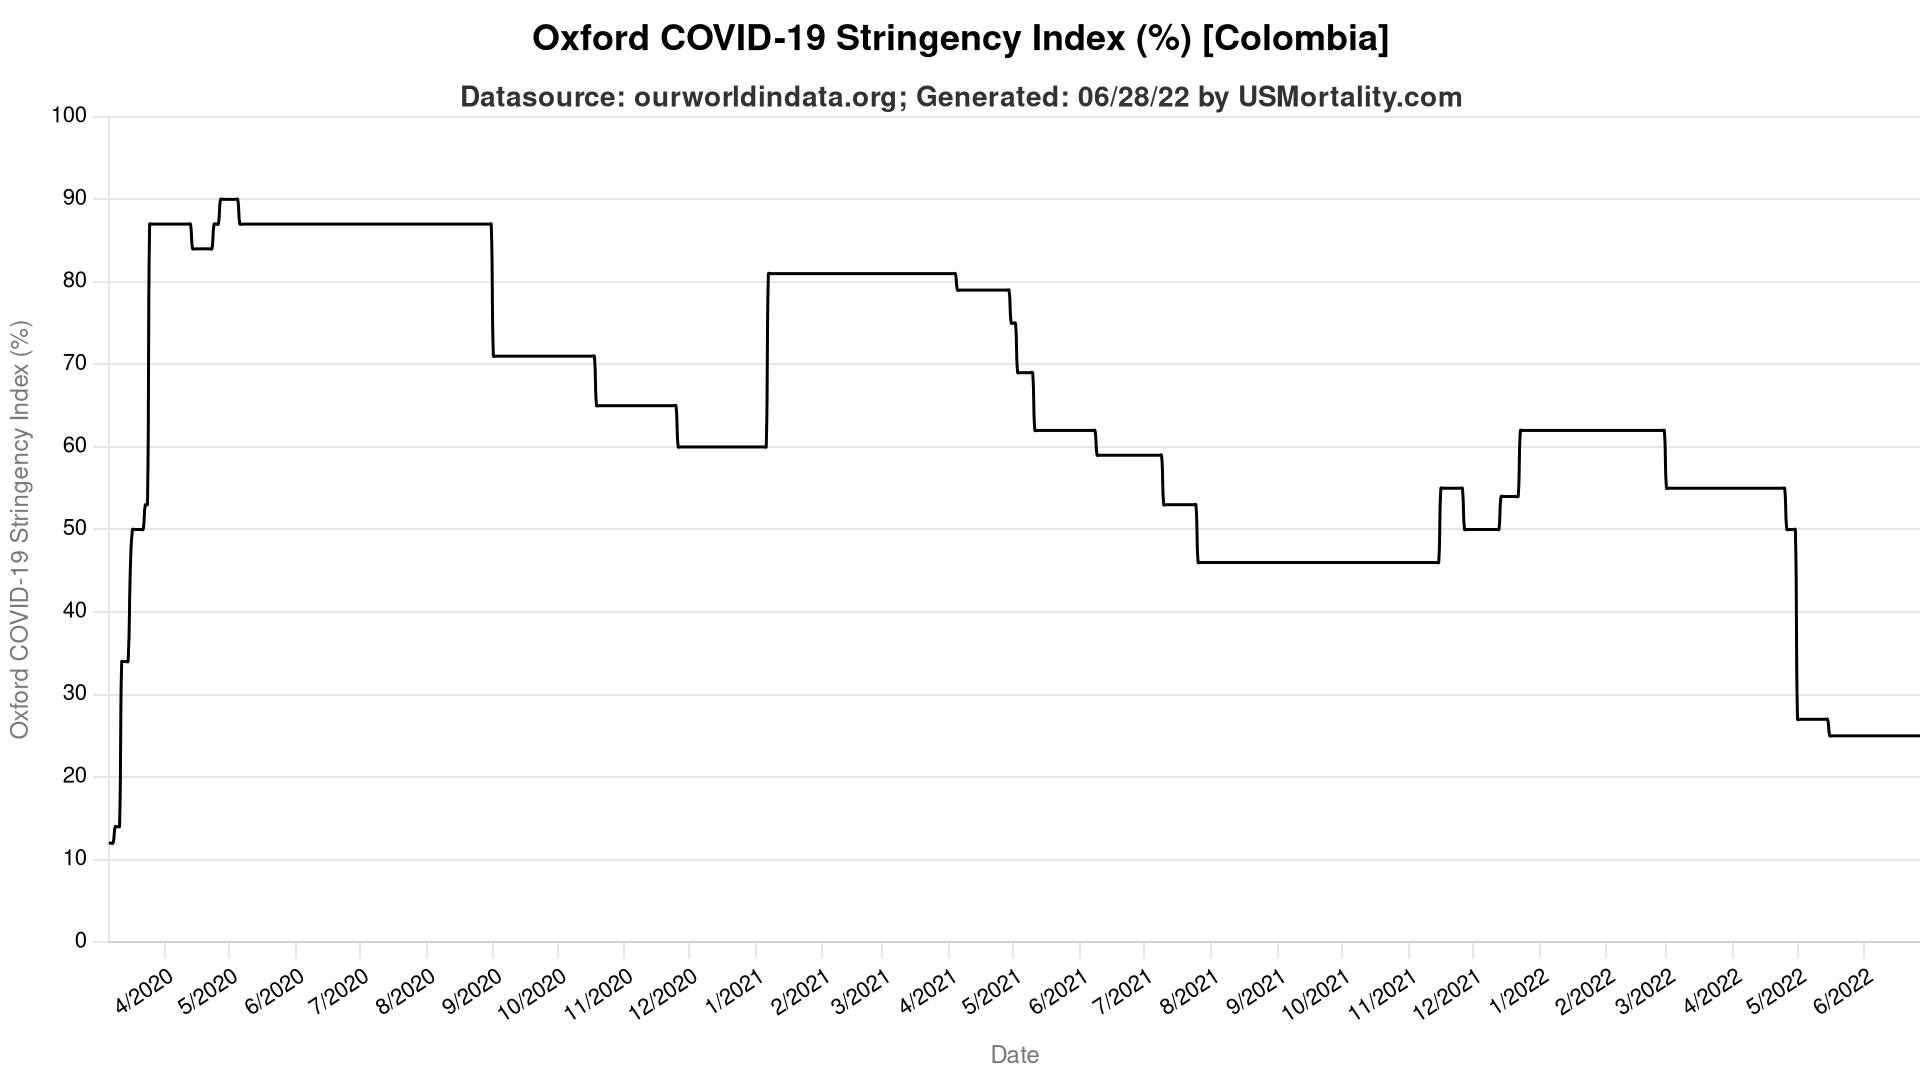 Oxford COVID-19 Stringency Index (%) [Colombia]
Datasource: ourworldindata.org; Generated: 06/28/22 by USMortality.com
Oxford COVID-19 Stringency Index (%)
100
90
80
70
60
50
40
30
20
10
0
4/2020 5/2020 6/2020 7/2020 8/2020 9/2020 10/2020 11/2020 12/2020 1/2021 2/2021 3/2021 4/2021 5/2021 6/2021 7/2021 8/2021 9/2021 10/2021 11/2021 12/2021 1/2022 2/2022 3/2022 4/2022 5/2022 6/2022
Date